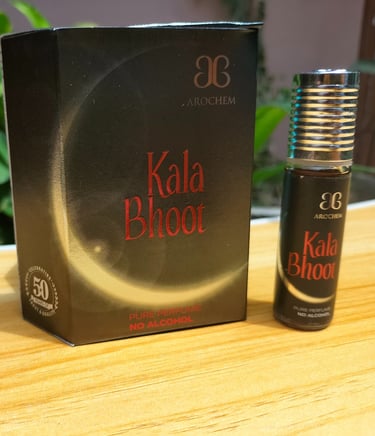 AROCHEM
Kala
Bhoot
50
PURE PERFUME
NO ALCOHOL
AROCHEM
Kala
Bhoot
PURE PERFUME
NO ALCOHOL